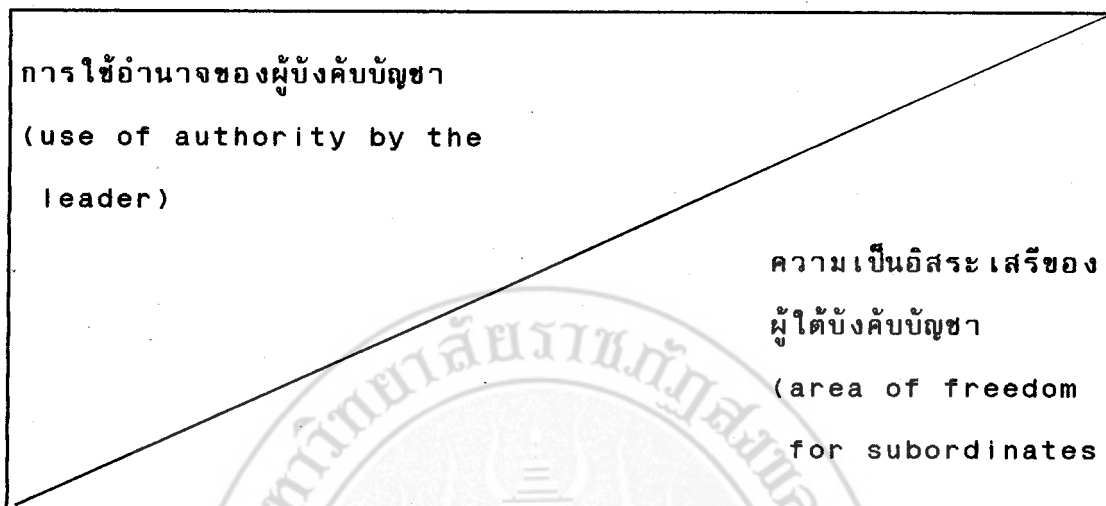 การใช้อำนาจของผู้บังคับบัญชา
(use of authority by the
leader)
ความเป็นอิสระเสรีของ
ผู้ใต้บังคับบัญชา
(area of freedom
for subordinates